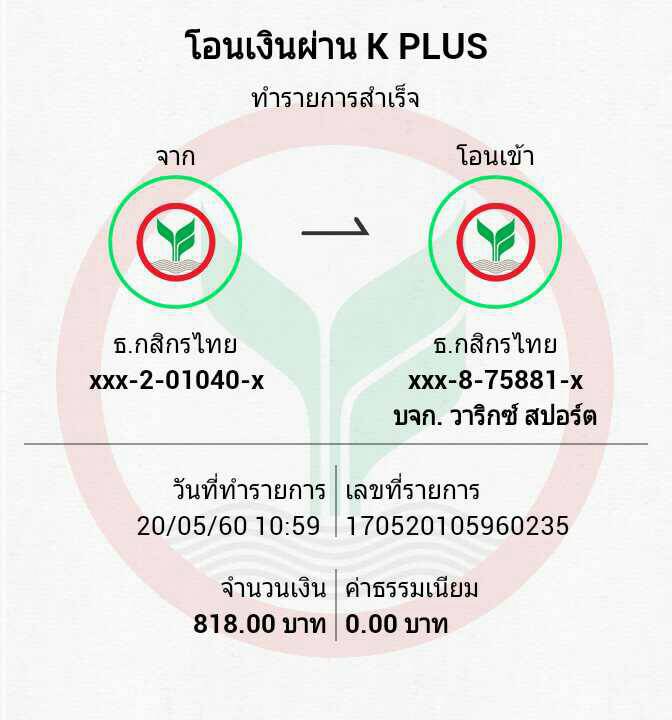 โอนเงินผ่าน K PLUS
ทำรายการสำเร็จ
จาก
โอนเข้า
ธ.กสิกรไทย
xxx-2-01040-x
ธ.กสิกรไทย
xxx-8-75881-x
บจก. วาริกซ์ สปอร์ต
วันที่ทำรายการ
20/05/60 10:59
เลขที่รายการ
170520105960235
จำนวนเงิน
818.00 บาท
ค่าธรรมเนียม
0.00 บาท